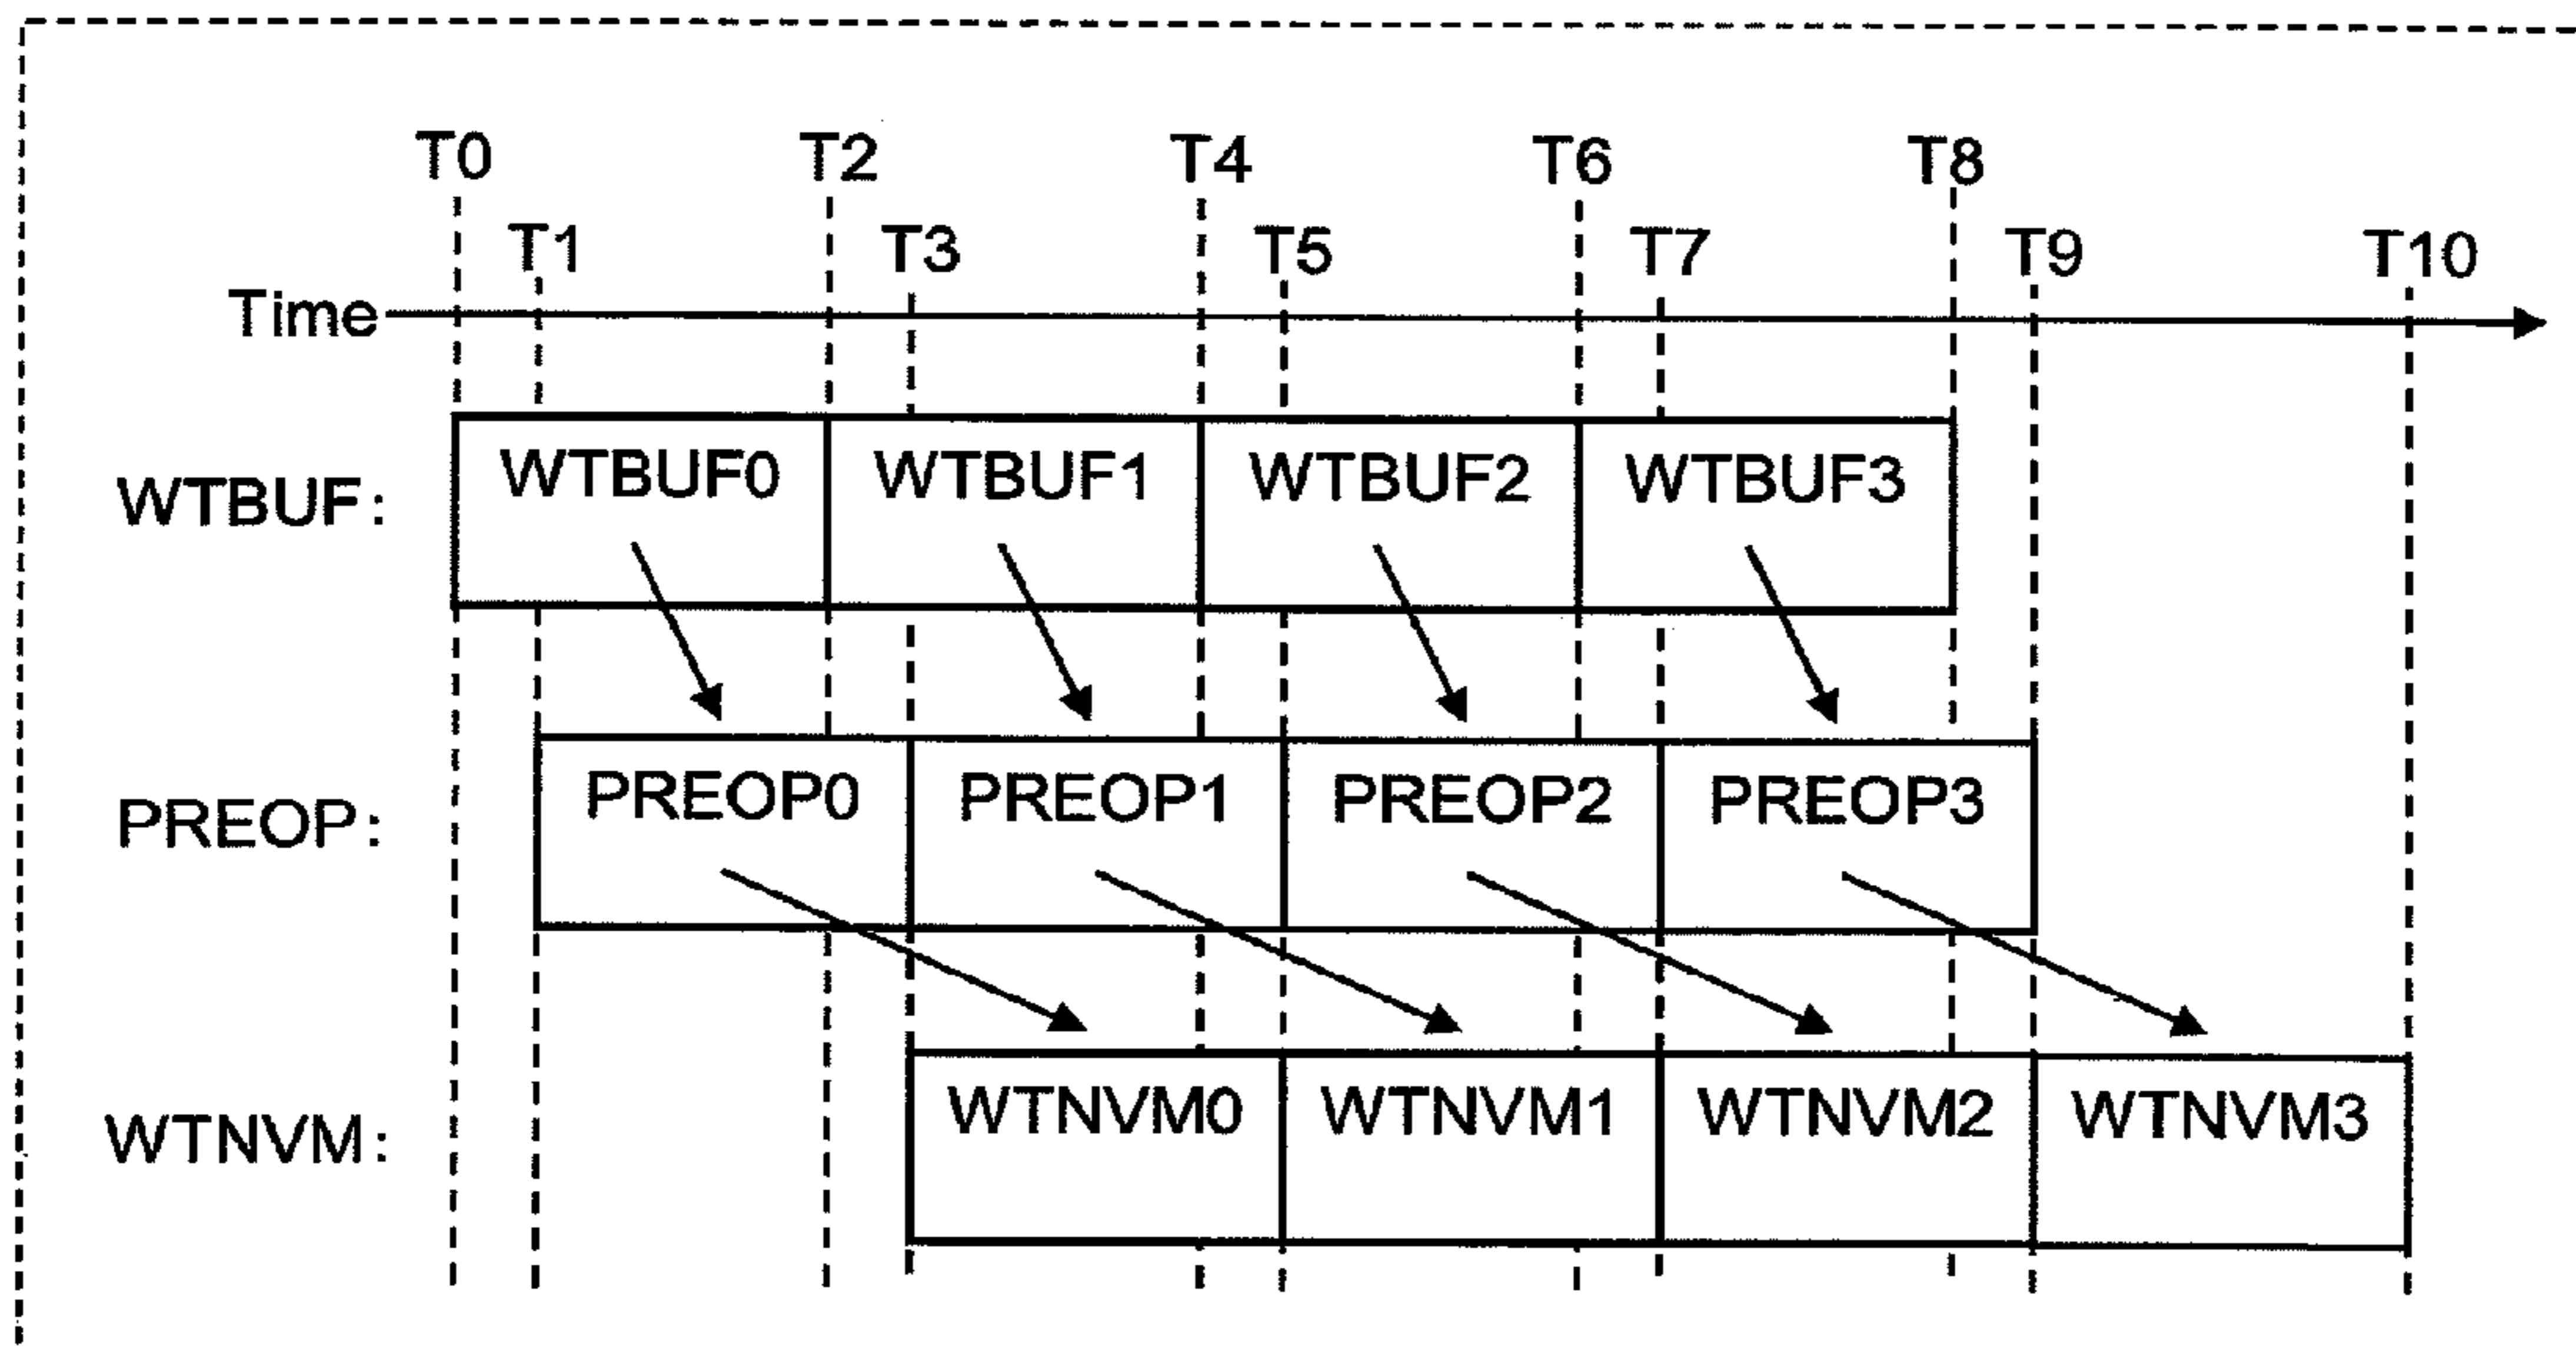 T0 T2 T4 T6 T8
T1 T3 T5 T7 T9 T10
Time
WTBUF: WTBUF0 WTBUF1 WTBUF2 WTBUF3
PREOP: PREOP0 PREOP1 PREOP2 PREOP3
WTNVM: WTNVM0 WTNVM1 WTNVM2 WTNVM3